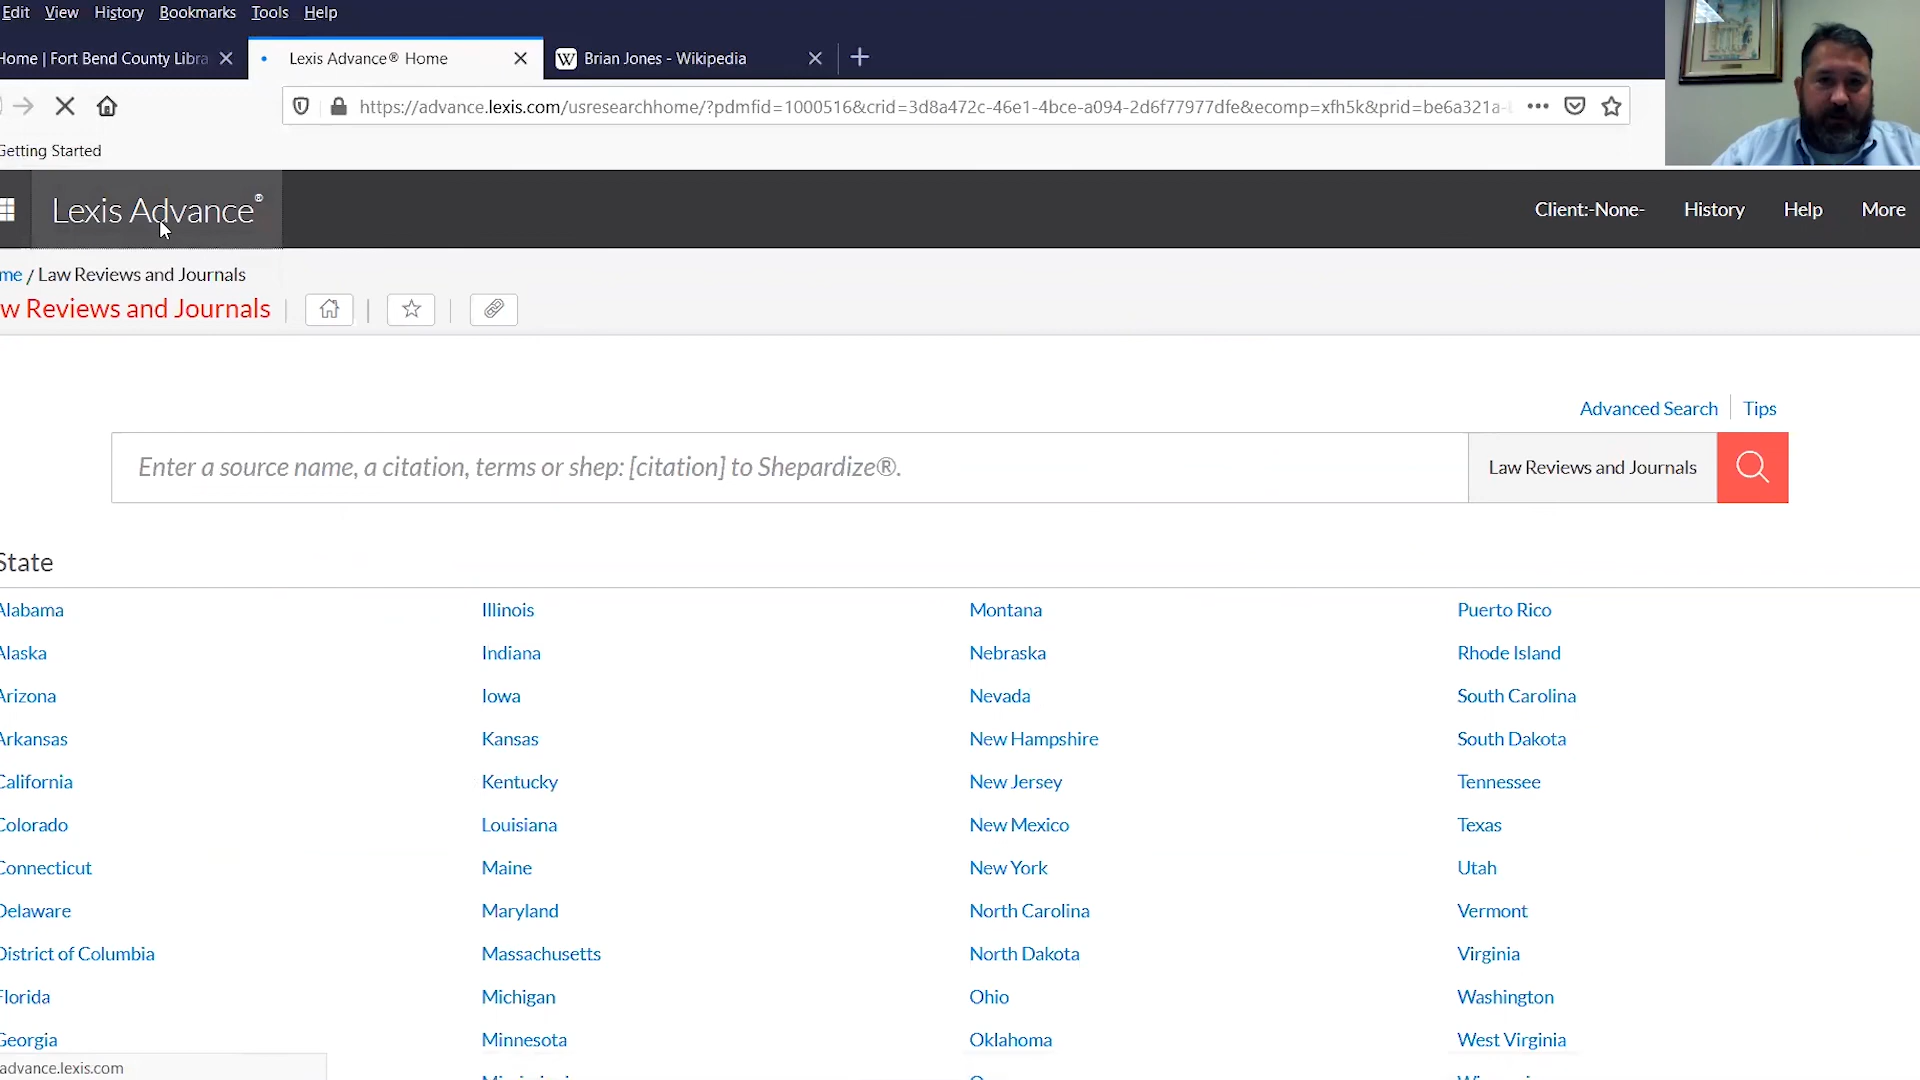 Edit View History Bookmarks Tools Help
Home | Fort Bend County Libra Lexis Advance® Home Brian Jones - Wikipedia
https://advance.lexis.com/usresearchhome/?pdmfid=1000516&crid=3d8a472c-46e1-4bce-a094-2d6f77977dfe&ecomp=xfh5k&prid=be6a321a-
Getting Started
Lexis Advance® Client:-None- History Help More
me / Law Reviews and Journals
w Reviews and Journals
Advanced Search Tips
Enter a source name, a citation, terms or shep: [citation] to Shepardize®. Law Reviews and Journals
State
Alabama Illinois Montana Puerto Rico
Alaska Indiana Nebraska Rhode Island
Arizona Iowa Nevada South Carolina
Arkansas Kansas New Hampshire South Dakota
California Kentucky New Jersey Tennessee
Colorado Louisiana New Mexico Texas
Connecticut Maine New York Utah
Delaware Maryland North Carolina Vermont
District of Columbia Massachusetts North Dakota Virginia
Florida Michigan Ohio Washington
Georgia Minnesota Oklahoma West Virginia
advance.lexis.com